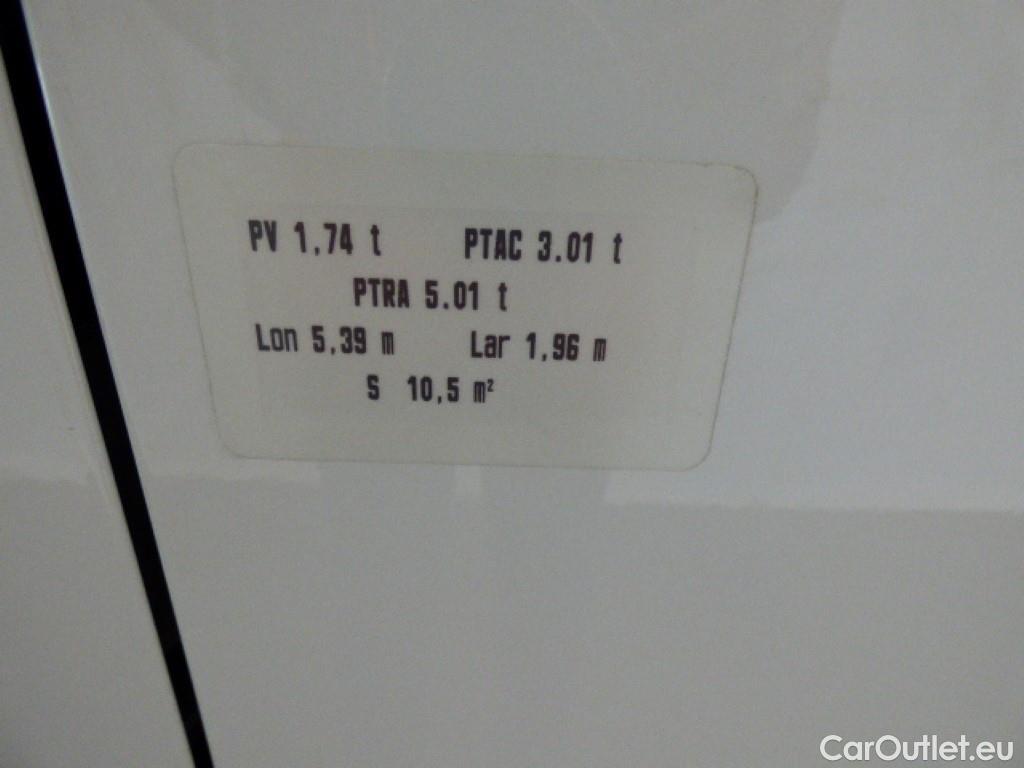 PV 1,74 t PTAC 3.01 t
PTRA 5.01 t
Lon 5,39 m Lar 1,96 m
S 10,5 m²
CarOutlet.eu